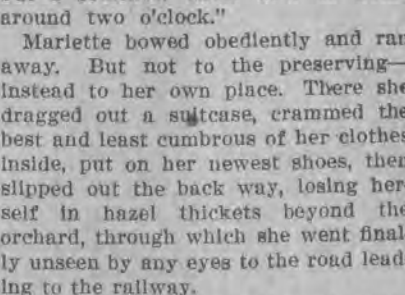 around two o'clock."
Marlette bowed obediently and ran
away. But not to the preserving—
instead to her own place. There she
dragged out a suitcase, crammed the
best and least cumbrous of her clothes
inside, put on her newest shoes, then
slipped out the back way, losing her
self in hazel thickets beyond the
orchard, through which she went final
ly unseen by any eyes to the road lead
ing to the railway.